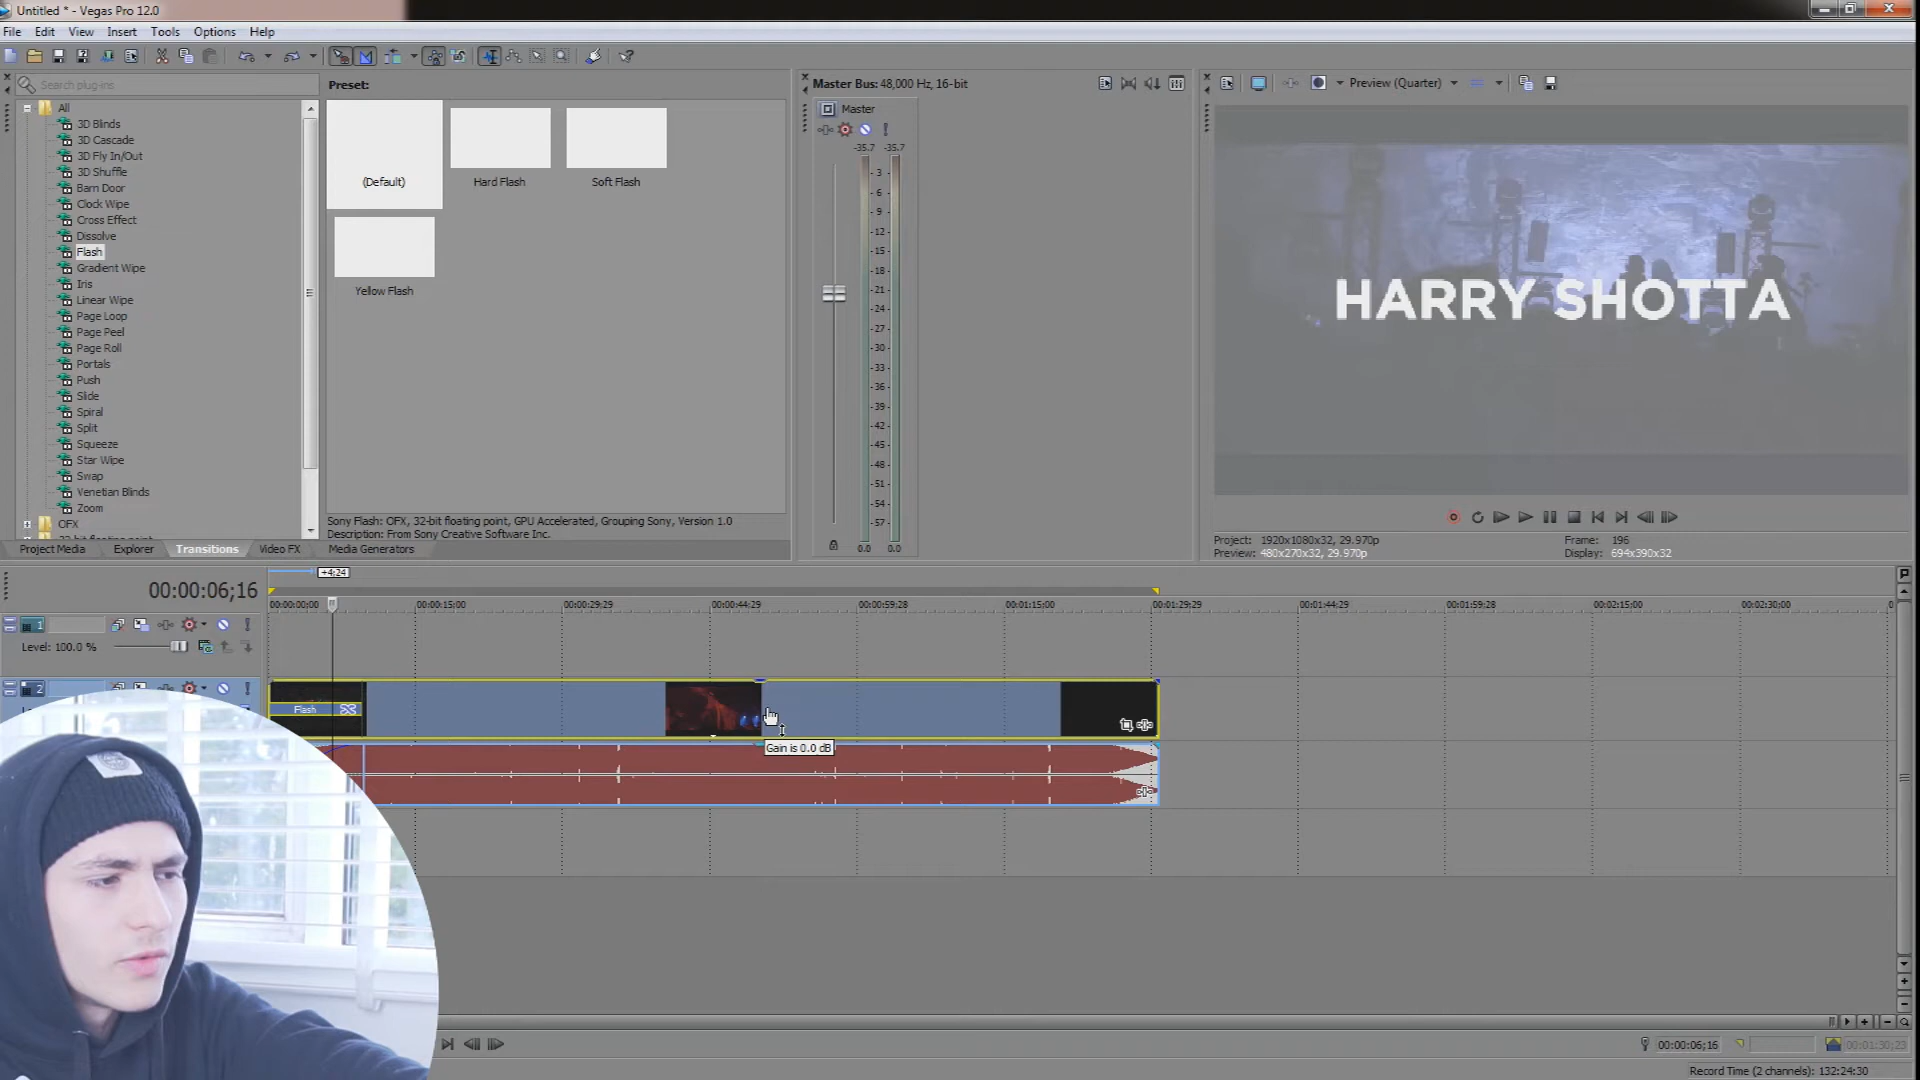 Untitled * - Vegas Pro 12.0
File Edit View Insert Tools Options Help
Search plug-ins
Preset:
Master Bus: 48,000 Hz, 16-bit
Preview (Quarter)
All
3D Blinds
3D Cascade
3D Fly In/Out
3D Shuffle
Barn Door
Clock Wipe
Cross Effect
Dissolve
Flash
Gradient Wipe
Iris
Linear Wipe
Page Loop
Page Peel
Page Roll
Portals
Push
Slide
Spiral
Split
Squeeze
Star Wipe
Swap
Venetian Blinds
Zoom
OFX
32-bit floating point
(Default)
Hard Flash
Soft Flash
Yellow Flash
Sony Flash: OFX, 32-bit floating point, GPU Accelerated, Grouping Sony, Version 1.0
Description: From Sony Creative Software Inc.
Project Media Explorer Transitions Video FX Media Generators
Master
-35.7 -35.7
- 3 -
- 6 -
- 9 -
- 12 -
- 15 -
- 18 -
- 21 -
- 24 -
- 27 -
- 30 -
- 33 -
- 36 -
- 39 -
- 42 -
- 45 -
- 48 -
- 51 -
- 54 -
- 57 -
0.0 0.0
HARRY SHOTTA
Project: 1920x1080x32, 29.970p
Preview: 480x270x32, 29.970p
Frame: 196
Display: 694x390x32
+4;24
00:00:06;16
00:00:00;00 00:00:15;00 00:00:29;29 00:00:44;29 00:00:59;28 00:01:15;00 00:01:29;29 00:01:44;29 00:01:59;28 00:02:15;00 00:02:30;00
1
Level: 100.0 %
2
Flash
Gain is 0.0 dB
00:00:06;16
00:01:30;23
Record Time (2 channels): 132:24:30